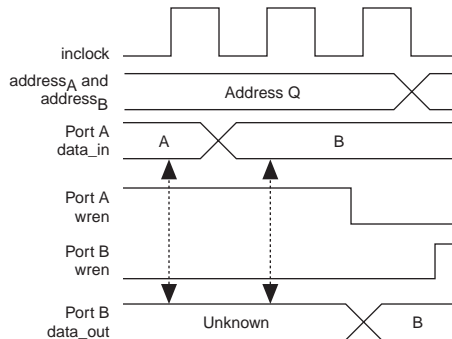 inclock
address_A and
address_B
Address Q
Port A
data_in
A
B
Port A
wren
Port B
wren
Port B
data_out
Unknown
B